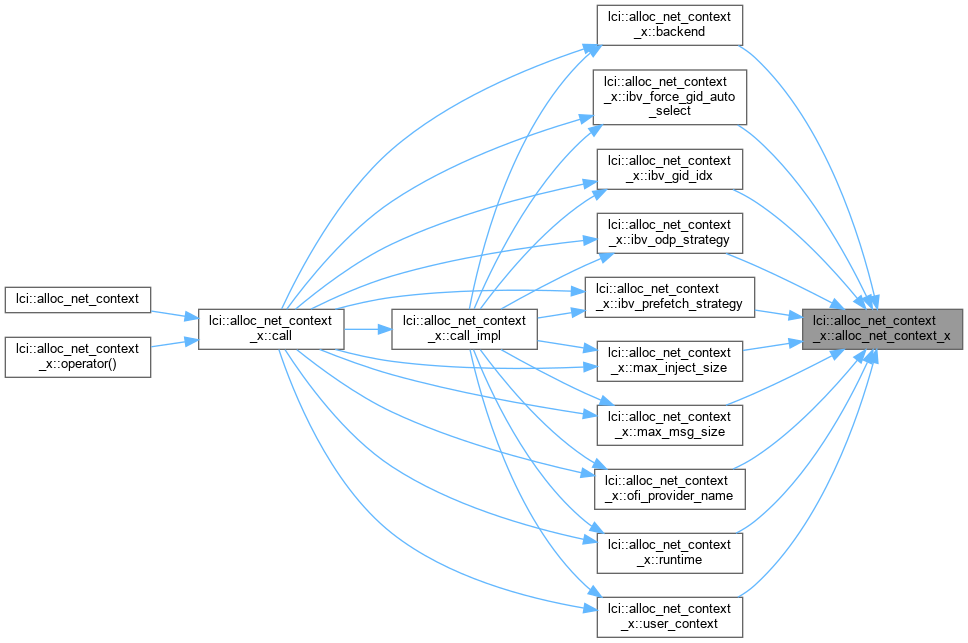 lci::alloc_net_context
lci::alloc_net_context
_x::operator()
lci::alloc_net_context
_x::call
lci::alloc_net_context
_x::call_impl
lci::alloc_net_context
_x::backend
lci::alloc_net_context
_x::ibv_force_gid_auto
_select
lci::alloc_net_context
_x::ibv_gid_idx
lci::alloc_net_context
_x::ibv_odp_strategy
lci::alloc_net_context
_x::ibv_prefetch_strategy
lci::alloc_net_context
_x::max_inject_size
lci::alloc_net_context
_x::max_msg_size
lci::alloc_net_context
_x::ofi_provider_name
lci::alloc_net_context
_x::runtime
lci::alloc_net_context
_x::user_context
lci::alloc_net_context
_x::alloc_net_context_x